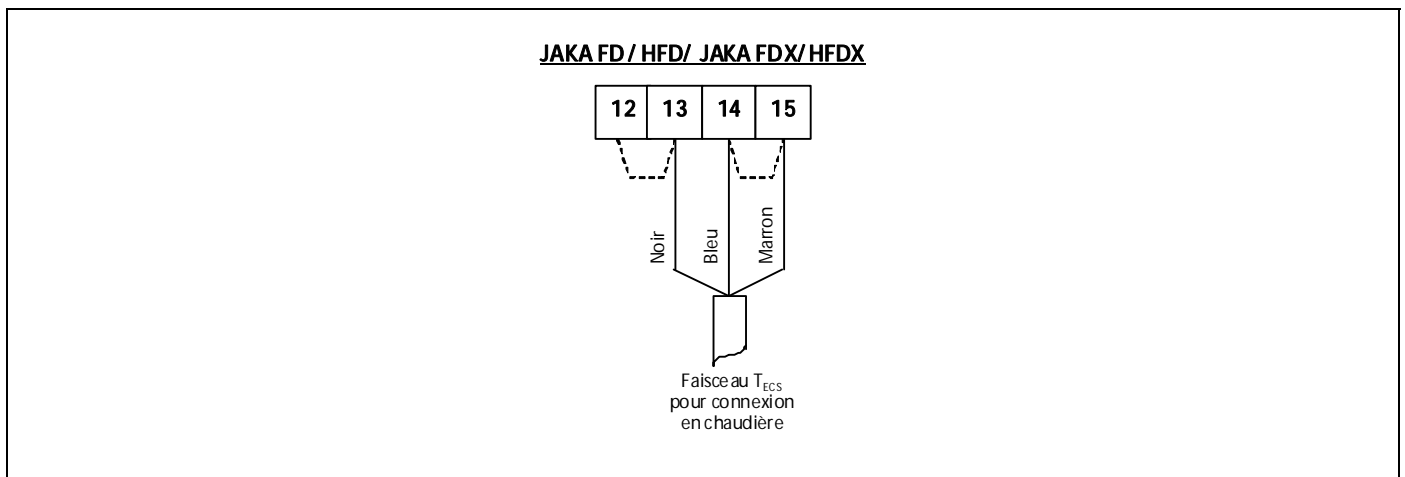 JAKA FD / HFD/ JAKA FDX/ HFDX
12 13 14 15
Noir
Bleu
Marron
Faisceau TECS
pour connexion
en chaudière